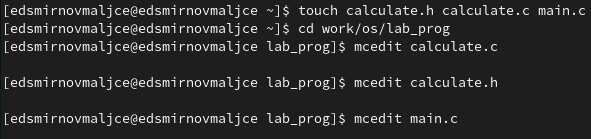 [edsmirnovmaljce@edsmirnovmaljce ~]$ touch calculate.h calculate.c main.c
[edsmirnovmaljce@edsmirnovmaljce ~]$ cd work/os/lab_prog
[edsmirnovmaljce@edsmirnovmaljce lab_prog]$ mcedit calculate.c
[edsmirnovmaljce@edsmirnovmaljce lab_prog]$ mcedit calculate.h
[edsmirnovmaljce@edsmirnovmaljce lab_prog]$ mcedit main.c